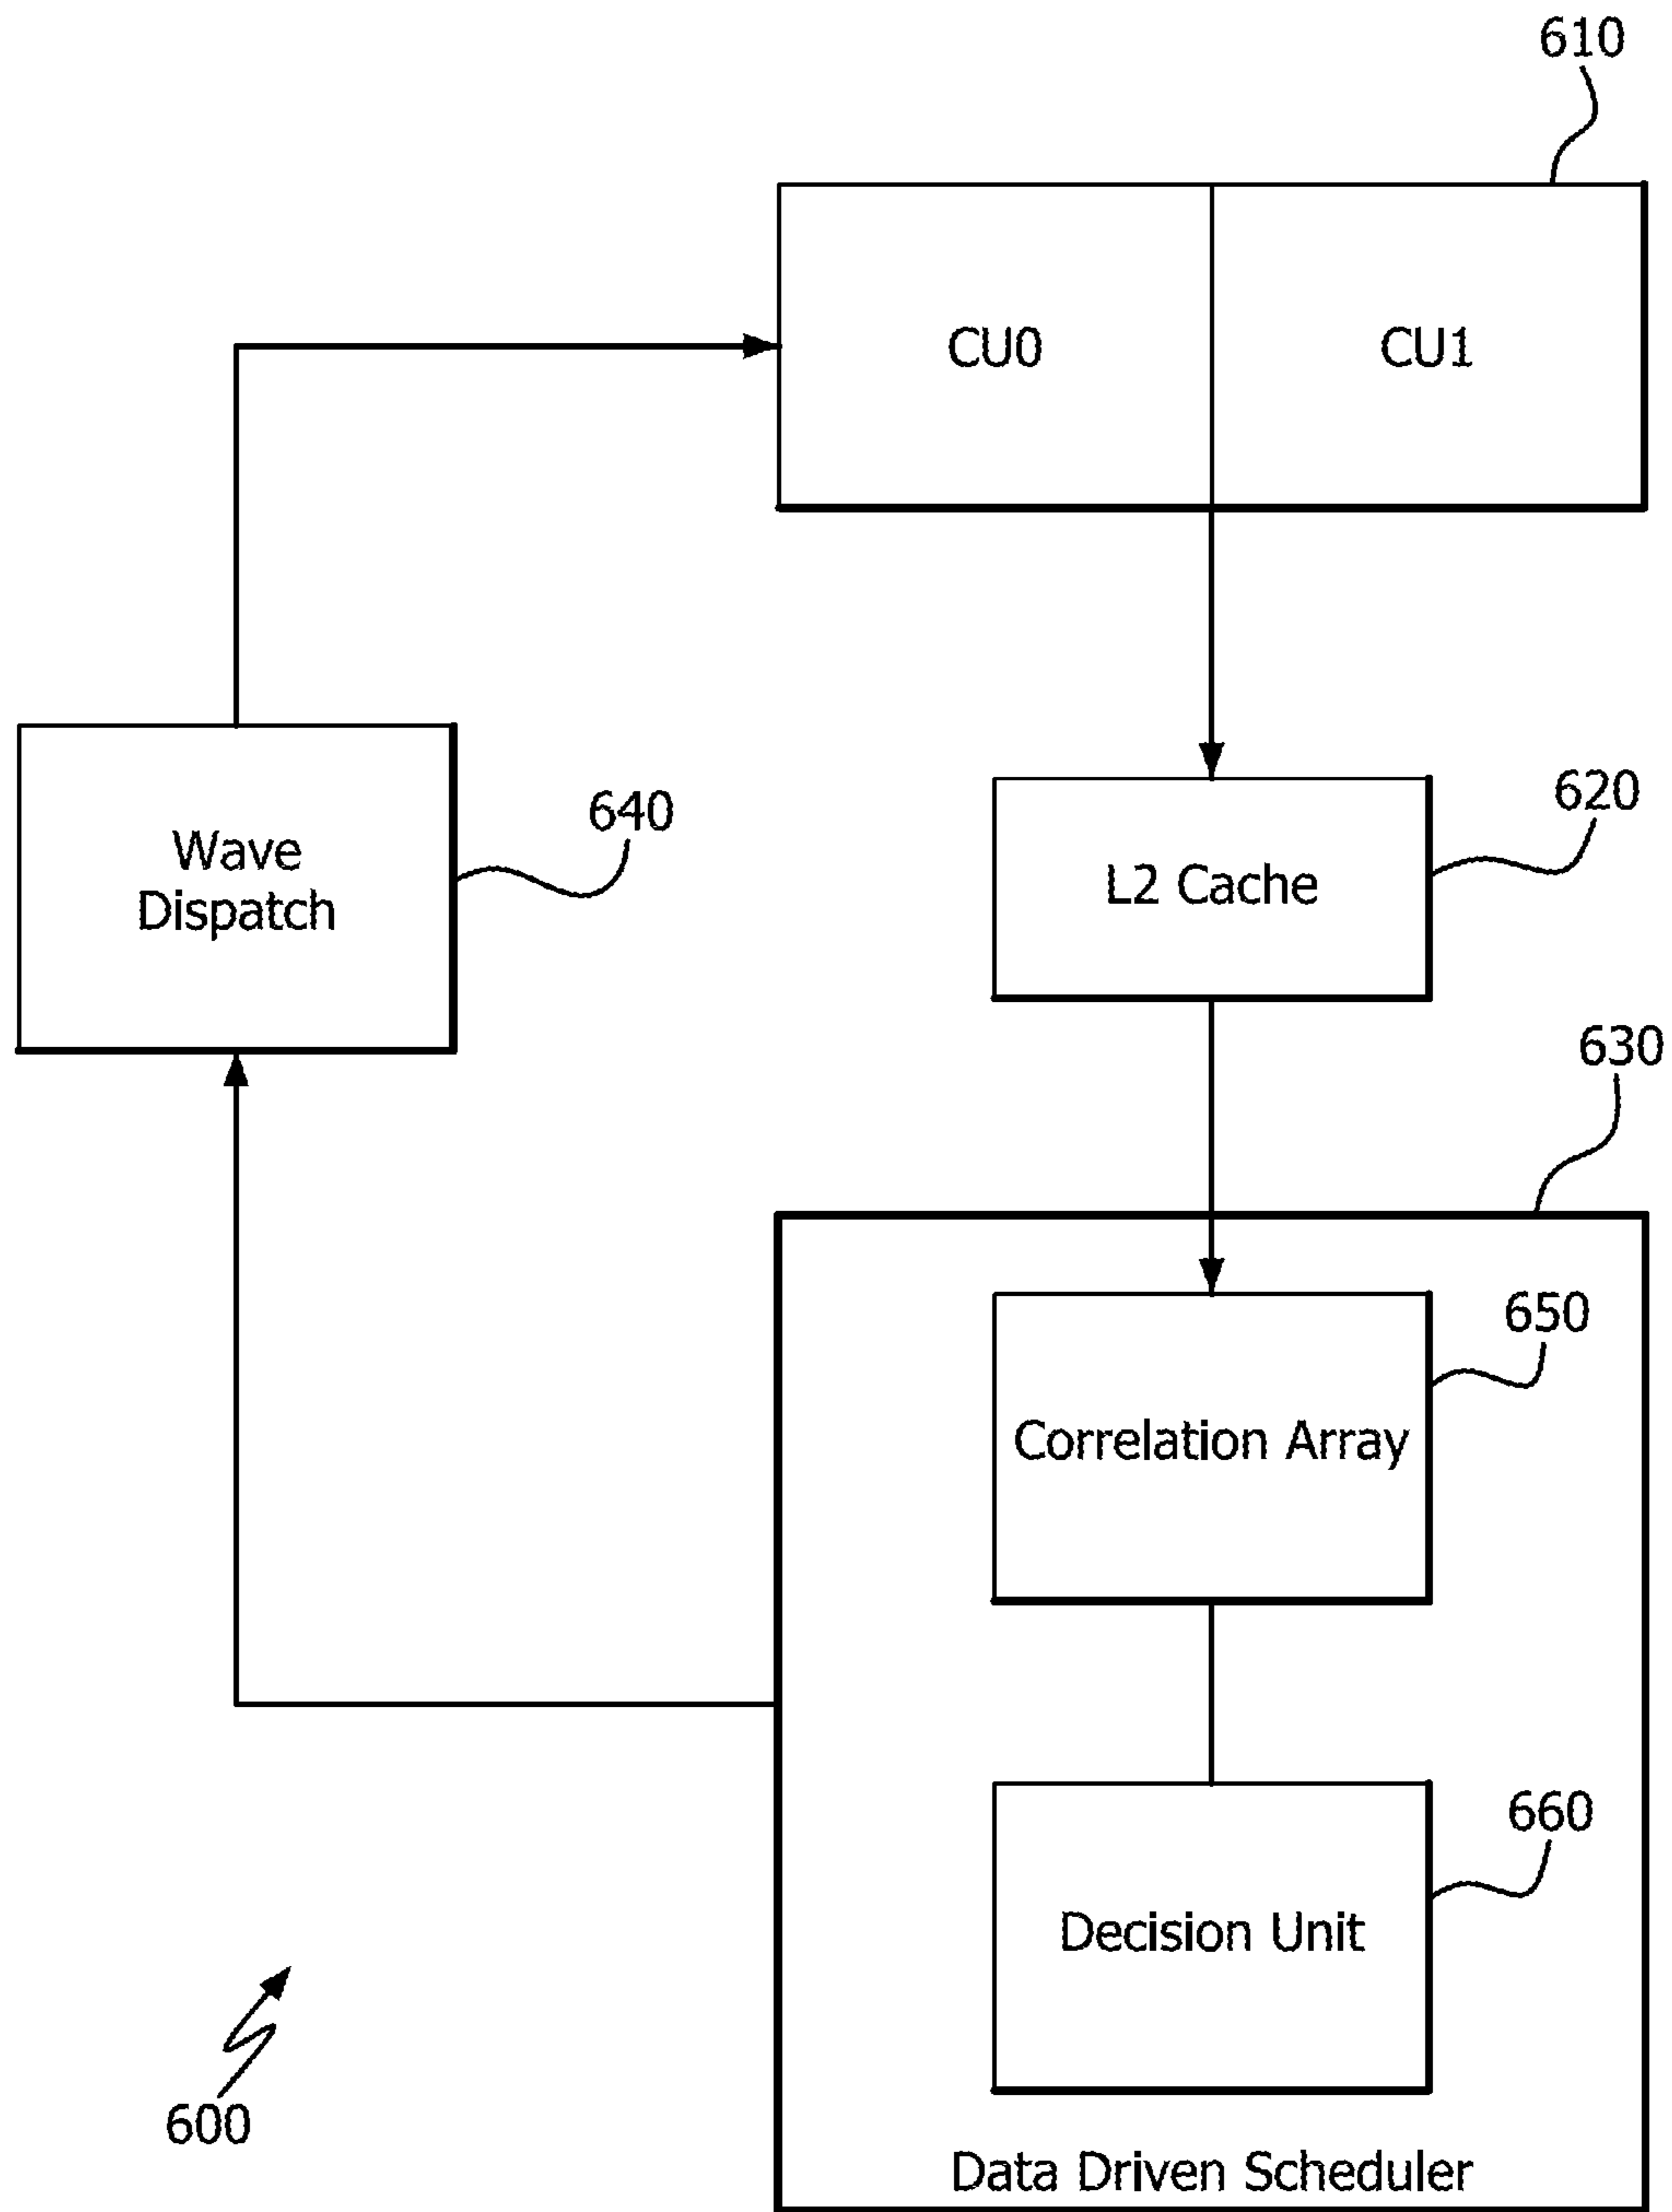 610
CU0
CU1
640
620
Wave
Dispatch
L2 Cache
630
650
Correlation Array
660
Decision Unit
600
Data Driven Scheduler